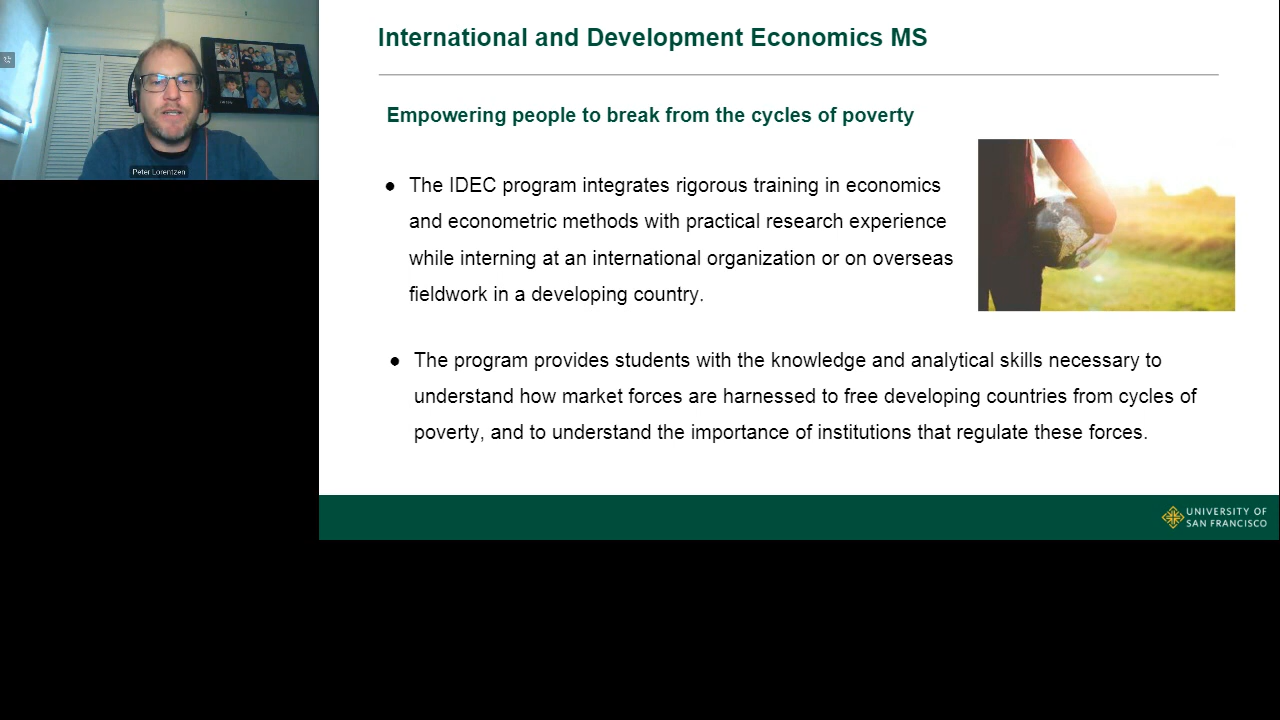 International and Development Economics MS
Empowering people to break from the cycles of poverty
● The IDEC program integrates rigorous training in economics
and econometric methods with practical research experience
while interning at an international organization or on overseas
fieldwork in a developing country.
● The program provides students with the knowledge and analytical skills necessary to
understand how market forces are harnessed to free developing countries from cycles of
poverty, and to understand the importance of institutions that regulate these forces.
Peter Lorentzen
UNIVERSITY OF
SAN FRANCISCO